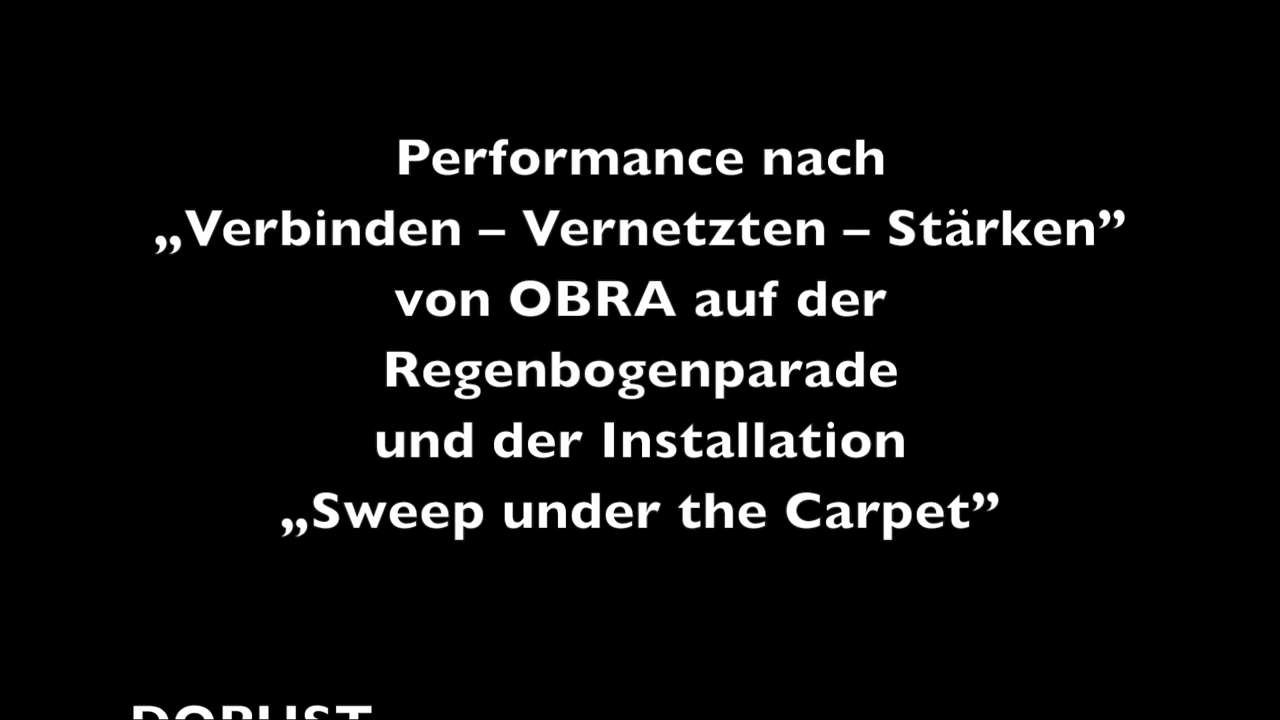 Performance nach
„Verbinden – Vernetzten – Stärken”
von OBRA auf der
Regenbogenparade
und der Installation
„Sweep under the Carpet”